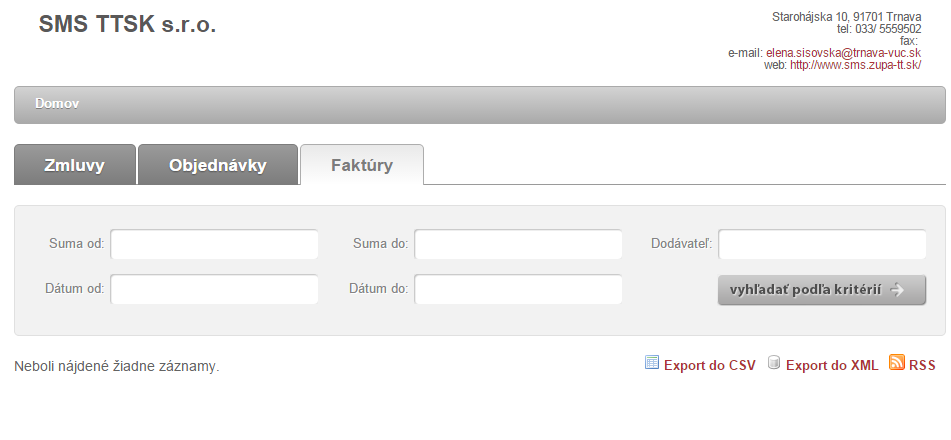 SMS TTSK s.r.o.
Starohájska 10, 91701 Trnava
tel: 033/ 5559502
fax:
e-mail: elena.sisovska@trnava-vuc.sk
web: http://www.sms.zupa-tt.sk/
Domov
Zmluvy Objednávky Faktúry
Suma od: Suma do: Dodávateľ:
Dátum od: Dátum do: vyhľadať podľa kritérií
Neboli nájdené žiadne záznamy. Export do CSV Export do XML RSS